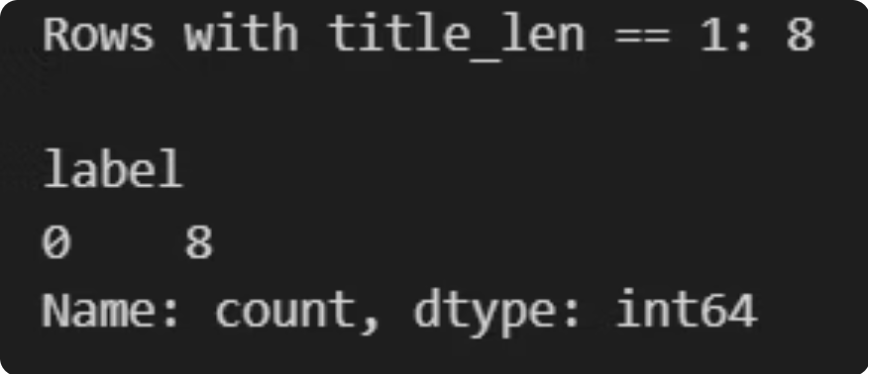 Rows with title_len == 1: 8
label
0    8
Name: count, dtype: int64